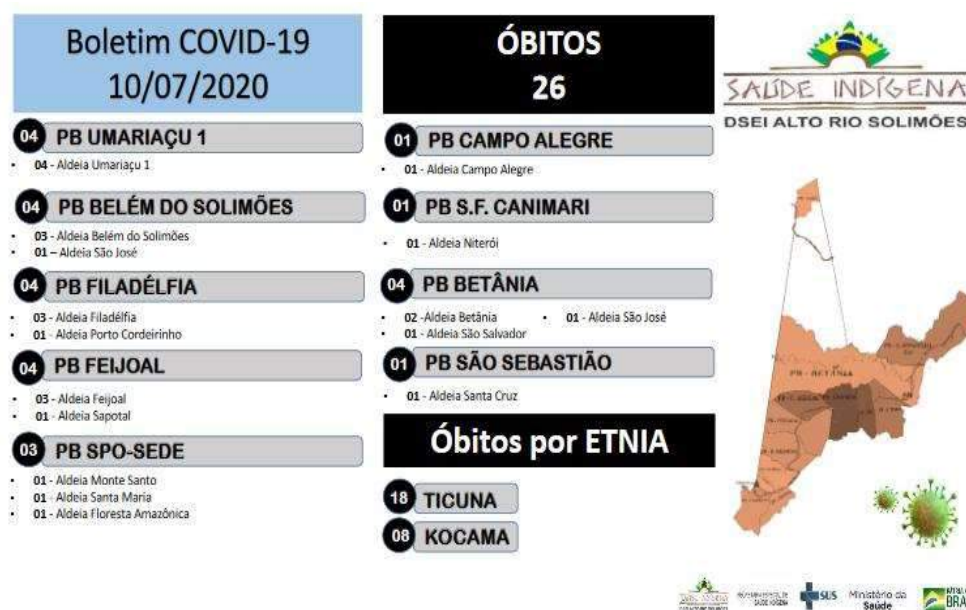 Boletim COVID-19
10/07/2020
04 PB UMARIAÇU 1
• 04 - Aldeia Umariaçu 1
04 PB BELÉM DO SOLIMÕES
• 03 - Aldeia Belém do Solimões
• 01 – Aldeia São José
04 PB FILADÉLFIA
• 03 - Aldeia Filadélfia
• 01 - Aldeia Porto Cordeirinho
04 PB FEIJOAL
• 03 - Aldeia Feijoal
• 01 - Aldeia Sapotal
03 PB SPO-SEDE
• 01 - Aldeia Monte Santo
• 01 - Aldeia Santa Maria
• 01 - Aldeia Floresta Amazônica
ÓBITOS
26
01 PB CAMPO ALEGRE
• 01 - Aldeia Campo Alegre
01 PB S.F. CANIMARI
• 01 - Aldeia Niterói
04 PB BETÂNIA
• 02 -Aldeia Betânia • 01 - Aldeia São José
• 01 - Aldeia São Salvador
01 PB SÃO SEBASTIÃO
• 01 - Aldeia Santa Cruz
Óbitos por ETNIA
18 TICUNA
08 KOCAMA
SAÚDE INDÍGENA
DSEI ALTO RIO SOLIMÕES
PB - BETÂNIA
SUS
Ministério da
Saúde
BRA